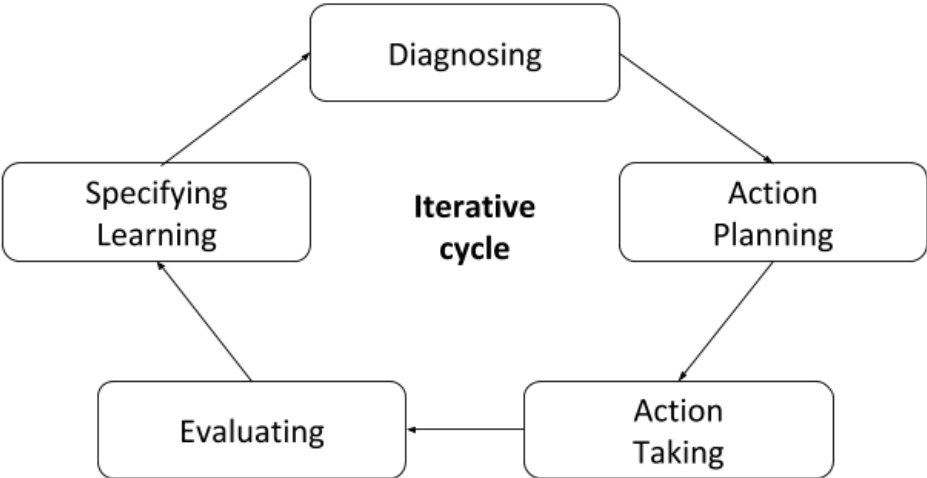 Diagnosing
Specifying
Learning
Iterative
cycle
Action
Planning
Evaluating
Action
Taking